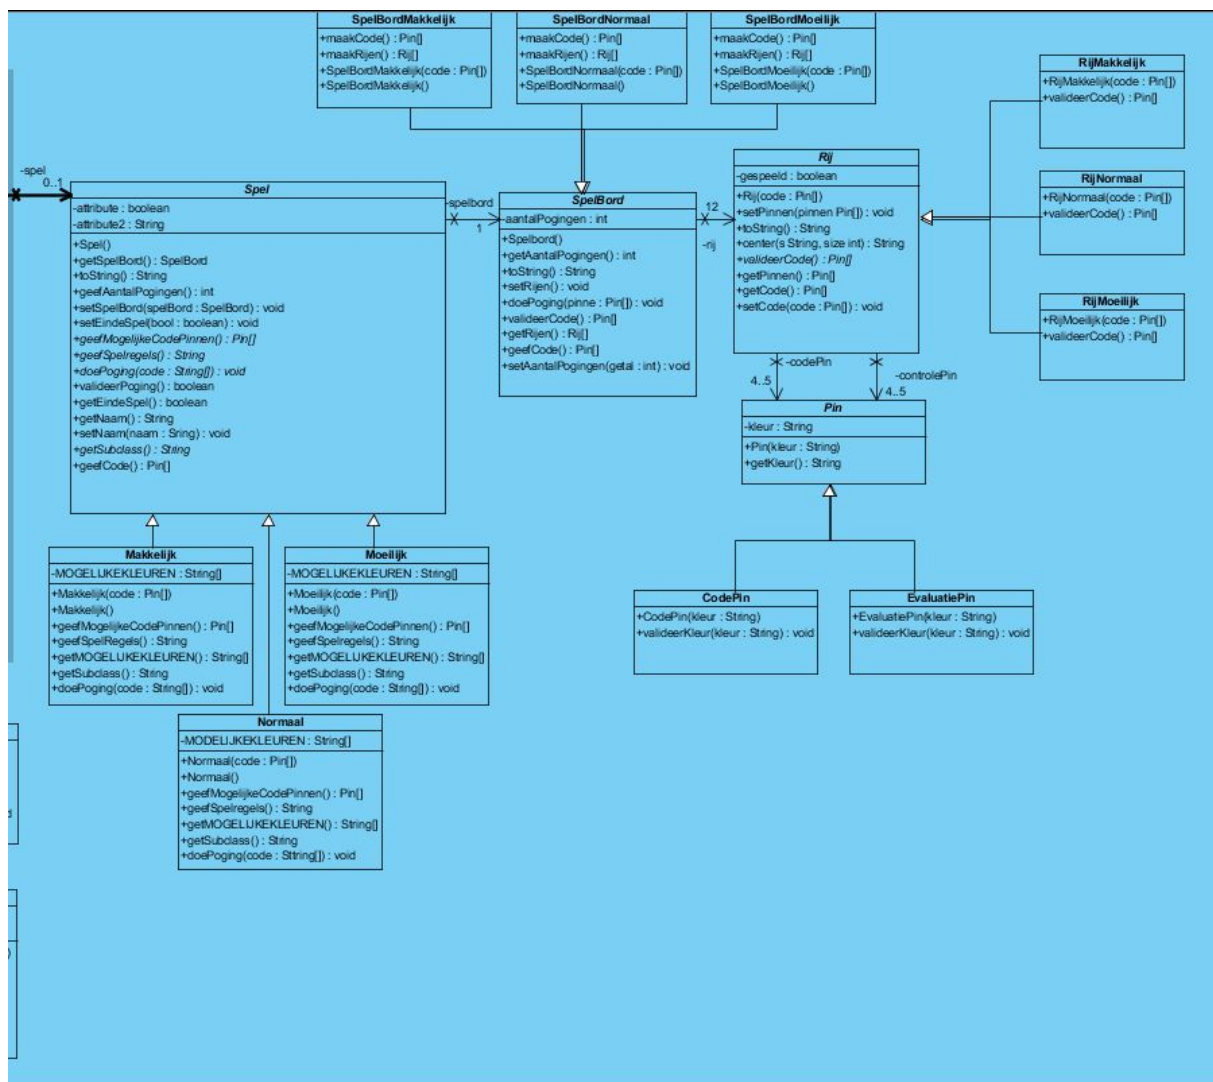 SpelBordMakkelijk
+maakCode() : Pin[]
+maakRijen() : Rij[]
+SpelBordMakkelijk(code : Pin[])
+SpelBordMakkelijk()
SpelBordNormaal
+maakCode() : Pin[]
+maakRijen() : Rij[]
+SpelBordNormaal(code : Pin[])
+SpelBordNormaal()
SpelBordMoeilijk
+maakCode() : Pin[]
+maakRijen() : Rij[]
+SpelBordMoeilijk(code : Pin[])
+SpelBordMoeilijk()
RijMakkelijk
+RijMakkelijk(code : Pin[])
+valideerCode() : Pin[]
RijNormaal
+RijNormaal(code : Pin[])
+valideerCode() : Pin[]
RijMoeilijk
+RijMoeilijk(code : Pin[])
+valideerCode() : Pin[]
-spel
0..1
Spel
-attribute : boolean
-attribute2 : String
+Spel()
+getSpelBord() : SpelBord
+toString() : String
+geefAantalPogingen() : int
+setSpelBord(spelBord : SpelBord) : void
+setEindeSpel(bool : boolean) : void
+geefMogelijkeCodePinnen() : Pin[]
+geefSpelregels() : String
+doePoging(code : String[]) : void
+valideerPoging() : boolean
+getEindeSpel() : boolean
+getNaam() : String
+setNaam(naam : Sring) : void
+getSubclass() : String
+geefCode() : Pin[]
-spelbord
1
SpelBord
-aantalPogingen : int
+Spelbord()
+getAantalPogingen() : int
+toString() : String
+setRijen() : void
+doePoging(pinne : Pin[]) : void
+valideerCode() : Pin[]
+getRijen() : Rij[]
+geefCode() : Pin[]
+setAantalPogingen(getal : int) : void
12
-rij
Rij
-gespeeld : boolean
+Rij(code : Pin[])
+setPinnen(pinnen Pin[]) : void
+toString() : String
+center(s String, size int) : String
+valideerCode() : Pin[]
+getPinnen() : Pin[]
+getCode() : Pin[]
+setCode(code : Pin[]) : void
-codePin
4..5
-controlePin
4..5
Pin
-kleur : String
+Pin(kleur : String)
+getKleur() : String
CodePin
+CodePin(kleur : String)
+valideerKleur(kleur : String) : void
EvaluatiePin
+EvaluatiePin(kleur : String)
+valideerKleur(kleur : String) : void
Makkelijk
-MOGELIJKEKLEUREN : String[]
+Makkelijk(code : Pin[])
+Makkelijk()
+geefMogelijkeCodePinnen() : Pin[]
+geefSpelRegels() : String
+getMOGELIJKEKLEUREN() : String[]
+getSubclass() : String
+doePoging(code : String[]) : void
Moeilijk
-MOGELIJKEKLEUREN : String[]
+Moeilijk(code : Pin[])
+Moeilijk()
+geefMogelijkeCodePinnen() : Pin[]
+geefSpelregels() : String
+getMOGELIJKEKLEUREN() : String[]
+getSubclass() : String
+doePoging(code : String[]) : void
Normaal
-MODELIJKEKLEUREN : String[]
+Normaal(code : Pin[])
+Normaal()
+geefMogelijkeCodePinnen() : Pin[]
+geefSpelregels() : String
+getMOGELIJKEKLEUREN() : String[]
+getSubclass() : String
+doePoging(code : Sttring[]) : void